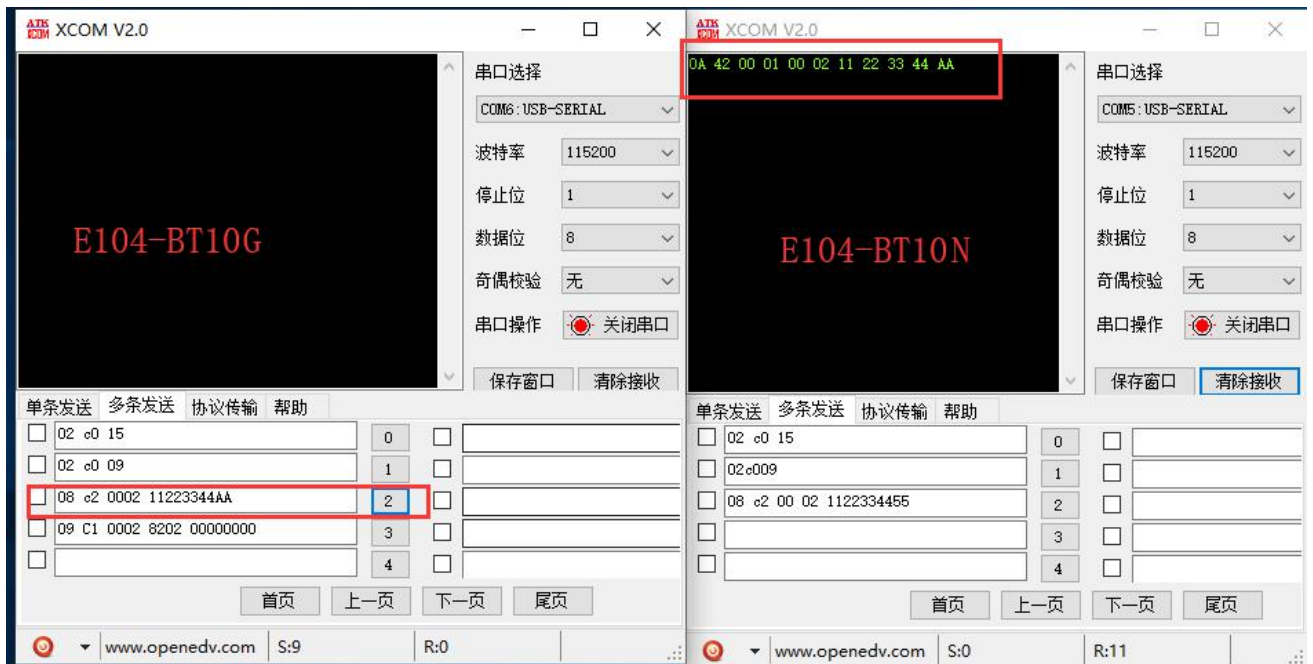 ATK XCOM XCOM V2.0
串口选择
COM6:USB-SERIAL
波特率 115200
停止位 1
数据位 8
奇偶校验 无
串口操作 关闭串口
保存窗口 清除接收
E104-BT10G
单条发送 多条发送 协议传输 帮助
02 c0 15 0
02 c0 09 1
08 c2 0002 11223344AA 2
09 C1 0002 8202 00000000 3
4
首页 上一页 下一页 尾页
www.openedv.com S:9 R:0
ATK XCOM XCOM V2.0
0A 42 00 01 00 02 11 22 33 44 AA
串口选择
COM5:USB-SERIAL
波特率 115200
停止位 1
数据位 8
奇偶校验 无
串口操作 关闭串口
保存窗口 清除接收
E104-BT10N
单条发送 多条发送 协议传输 帮助
02 c0 15 0
02c009 1
08 c2 00 02 1122334455 2
3
4
首页 上一页 下一页 尾页
www.openedv.com S:0 R:11